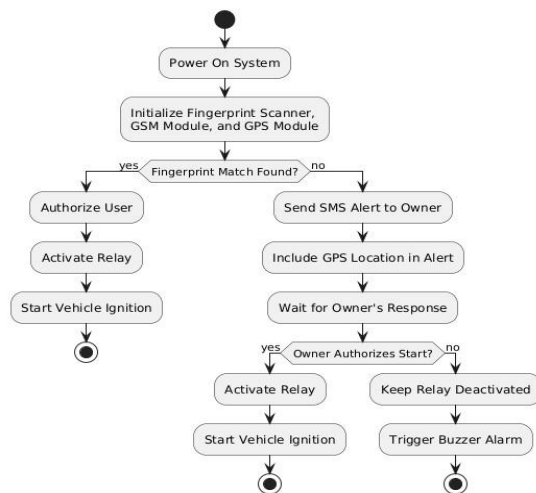 Power On System
Initialize Fingerprint Scanner,
GSM Module, and GPS Module
yes
Fingerprint Match Found?
no
Authorize User
Activate Relay
Start Vehicle Ignition
Send SMS Alert to Owner
Include GPS Location in Alert
Wait for Owner's Response
yes
Owner Authorizes Start?
no
Activate Relay
Start Vehicle Ignition
Keep Relay Deactivated
Trigger Buzzer Alarm